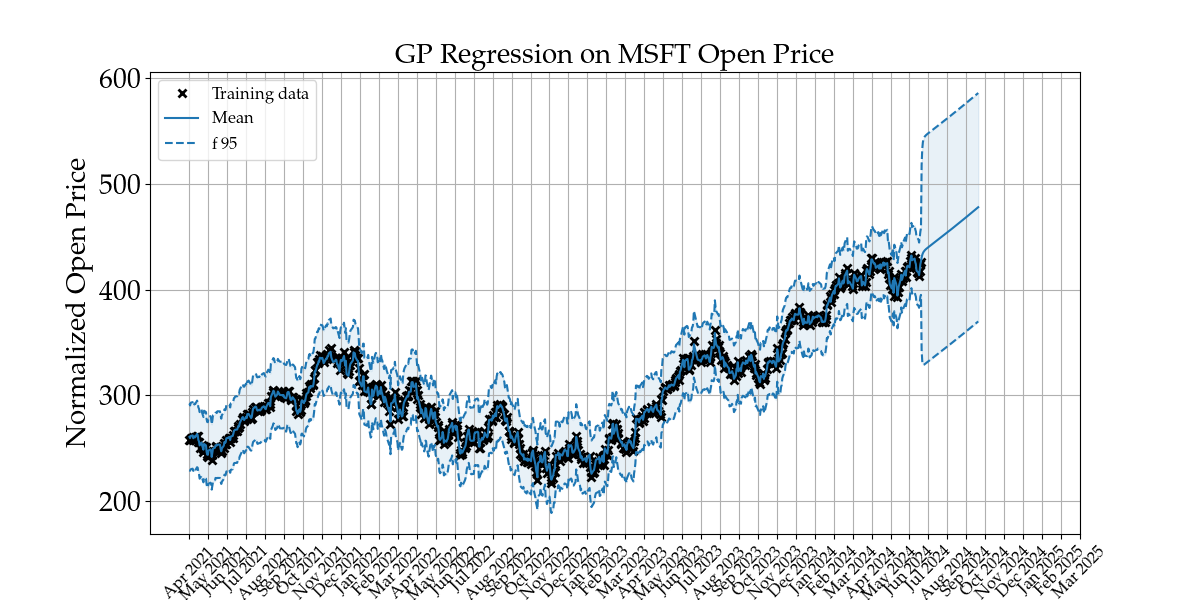 GP Regression on MSFT Open Price
Training data
Mean
f 95
Normalized Open Price
600
500
400
300
200
Apr 2021
May 2021
Jun 2021
Jul 2021
Aug 2021
Sep 2021
Oct 2021
Nov 2021
Dec 2021
Jan 2022
Feb 2022
Mar 2022
Apr 2022
May 2022
Jun 2022
Jul 2022
Aug 2022
Sep 2022
Oct 2022
Nov 2022
Dec 2022
Jan 2023
Feb 2023
Mar 2023
Apr 2023
May 2023
Jun 2023
Jul 2023
Aug 2023
Sep 2023
Oct 2023
Nov 2023
Dec 2023
Jan 2024
Feb 2024
Mar 2024
Apr 2024
May 2024
Jun 2024
Jul 2024
Aug 2024
Sep 2024
Oct 2024
Nov 2024
Dec 2024
Jan 2025
Feb 2025
Mar 2025